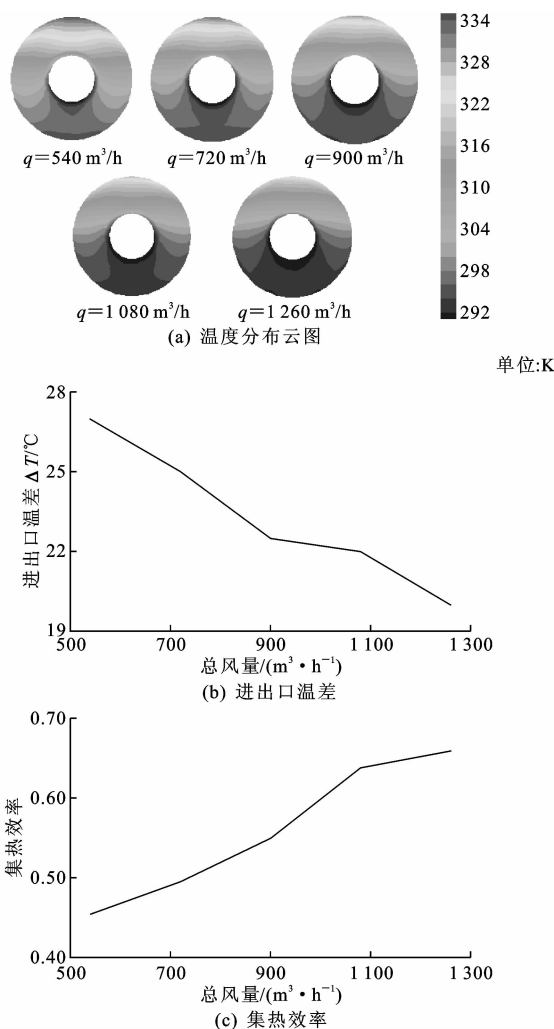 334
328
322
316
310
304
298
292
q=540 m³/h
q=720 m³/h
q=900 m³/h
q=1 080 m³/h
q=1 260 m³/h
(a) 温度分布云图
单位:K
28
25
22
19
进出口温差 ΔT/℃
500
700
900
1 100
1 300
总风量/(m³·h⁻¹)
(b) 进出口温差
0.70
0.60
0.50
0.40
集热效率
500
700
900
1 100
1 300
总风量/(m³·h⁻¹)
(c) 集热效率